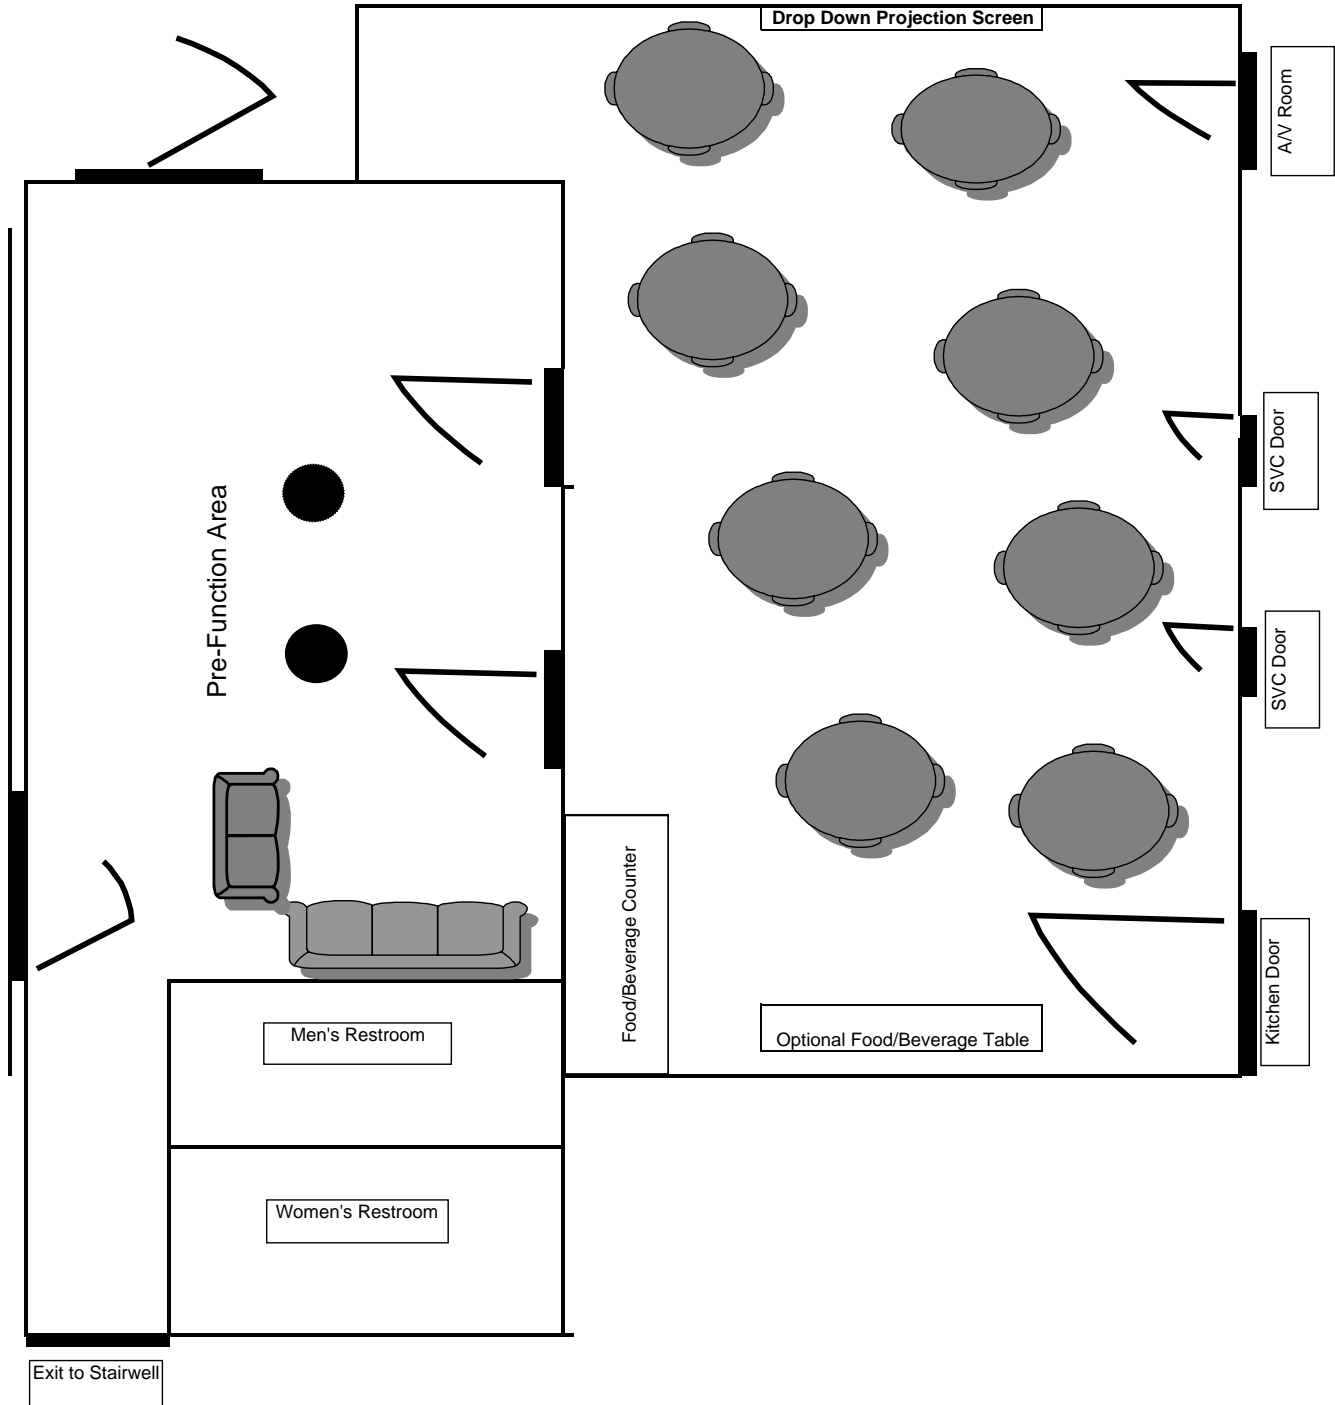 Drop Down Projection Screen
A/V Room
SVC Door
Pre-Function Area
SVC Door
Food/Beverage Counter
Kitchen Door
Men's Restroom
Optional Food/Beverage Table
Women's Restroom
Exit to Stairwell